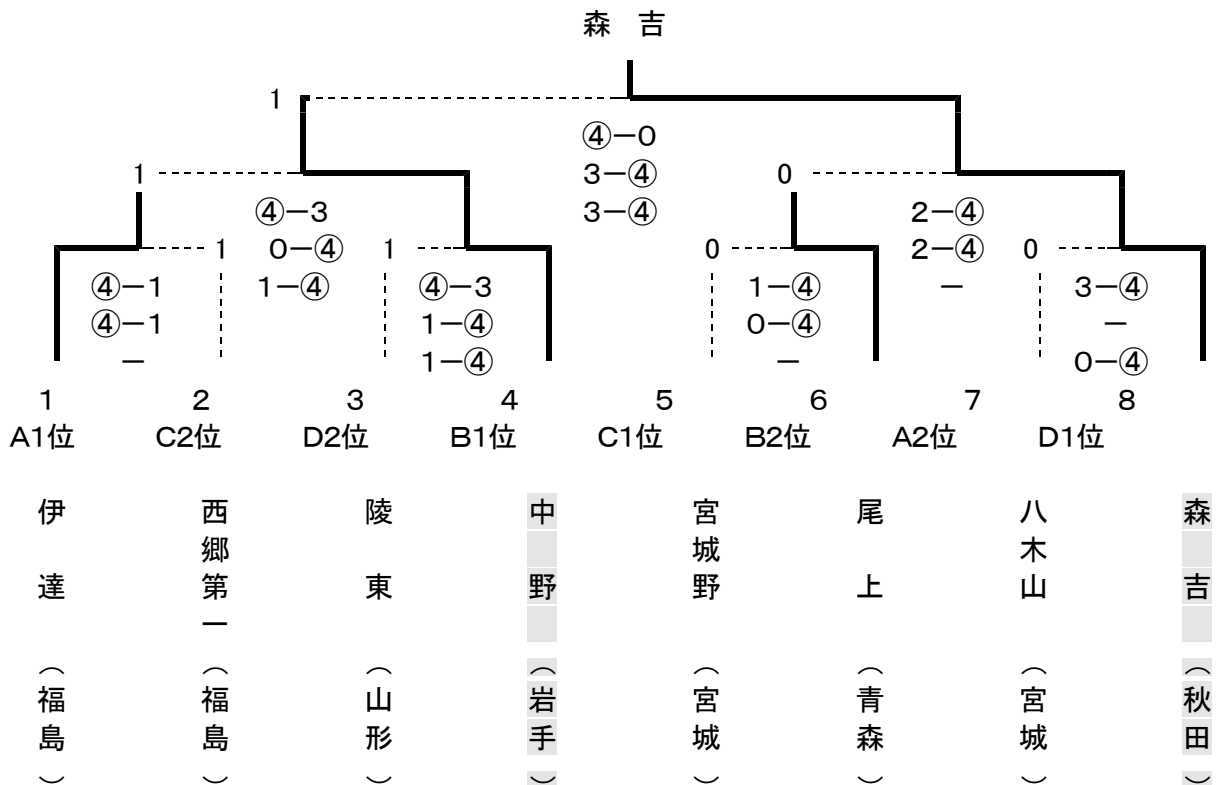 森 吉
1
④－0
3－④
3－④
1
0
④－3
0－④
1－④
2－④
2－④
－
1
1
0
0
④－1
④－1
－
④－3
1－④
1－④
1－④
0－④
－
3－④
－
0－④
1 2 3 4 5 6 7 8
A1位 C2位 D2位 B1位 C1位 B2位 A2位 D1位
伊達（福島）
西郷第一（福島）
陵東（山形）
中野（岩手）
宮城野（宮城）
尾上（青森）
八木山（宮城）
森吉（秋田）